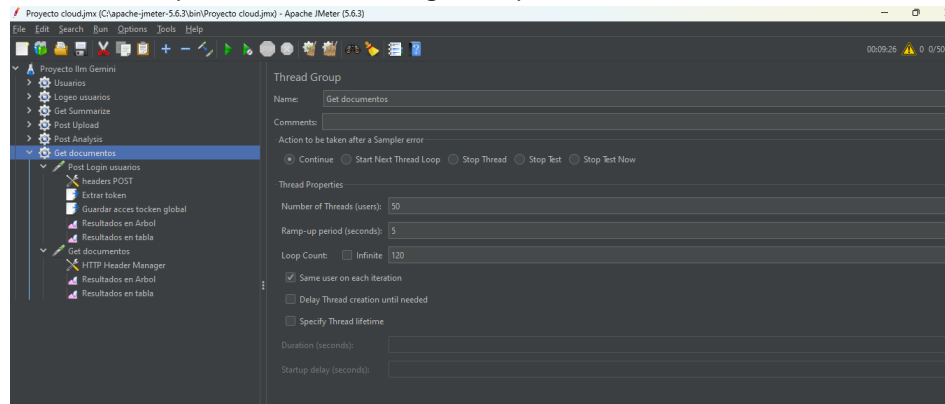 Proyecto cloud.jmx (C:\apache-jmeter-5.6.3\bin\Proyecto cloud.jmx) - Apache JMeter (5.6.3)
File Edit Search Run Options Tools Help
00:09:26 0 0/50
Proyecto llm Gemini
Usuarios
Logeo usuarios
Get Summarize
Post Upload
Post Analysis
Get documentos
Post Login usuarios
headers POST
Extrar token
Guardar acces tocken global
Resultados en Arbol
Resultados en tabla
Get documentos
HTTP Header Manager
Resultados en Arbol
Resultados en tabla
Thread Group
Name: Get documentos
Comments:
Action to be taken after a Sampler error
Continue Start Next Thread Loop Stop Thread Stop Test Stop Test Now
Thread Properties
Number of Threads (users): 50
Ramp-up period (seconds): 5
Loop Count: Infinite 120
Same user on each iteration
Delay Thread creation until needed
Specify Thread lifetime
Duration (seconds):
Startup delay (seconds):